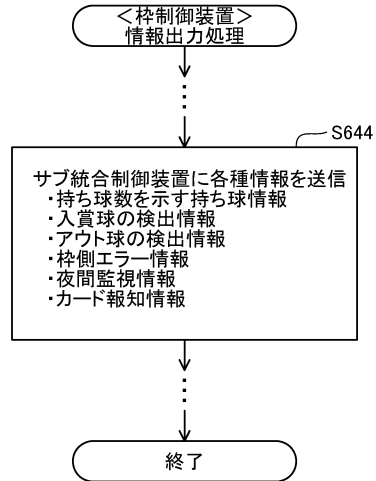 ＜枠制御装置＞
情報出力処理
S644
サブ統合制御装置に各種情報を送信
・持ち球数を示す持ち球情報
・入賞球の検出情報
・アウト球の検出情報
・枠側エラー情報
・夜間監視情報
・カード報知情報
終了